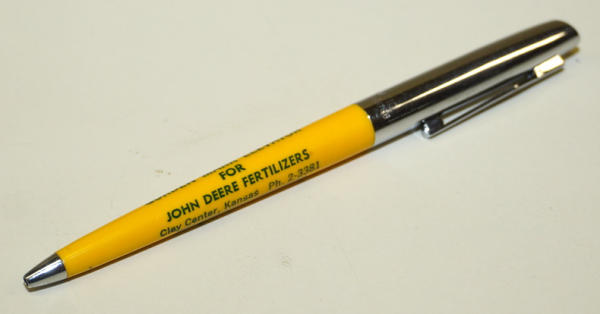 FOR
JOHN DEERE FERTILIZERS
Clay Center, Kansas Ph. 2-3381